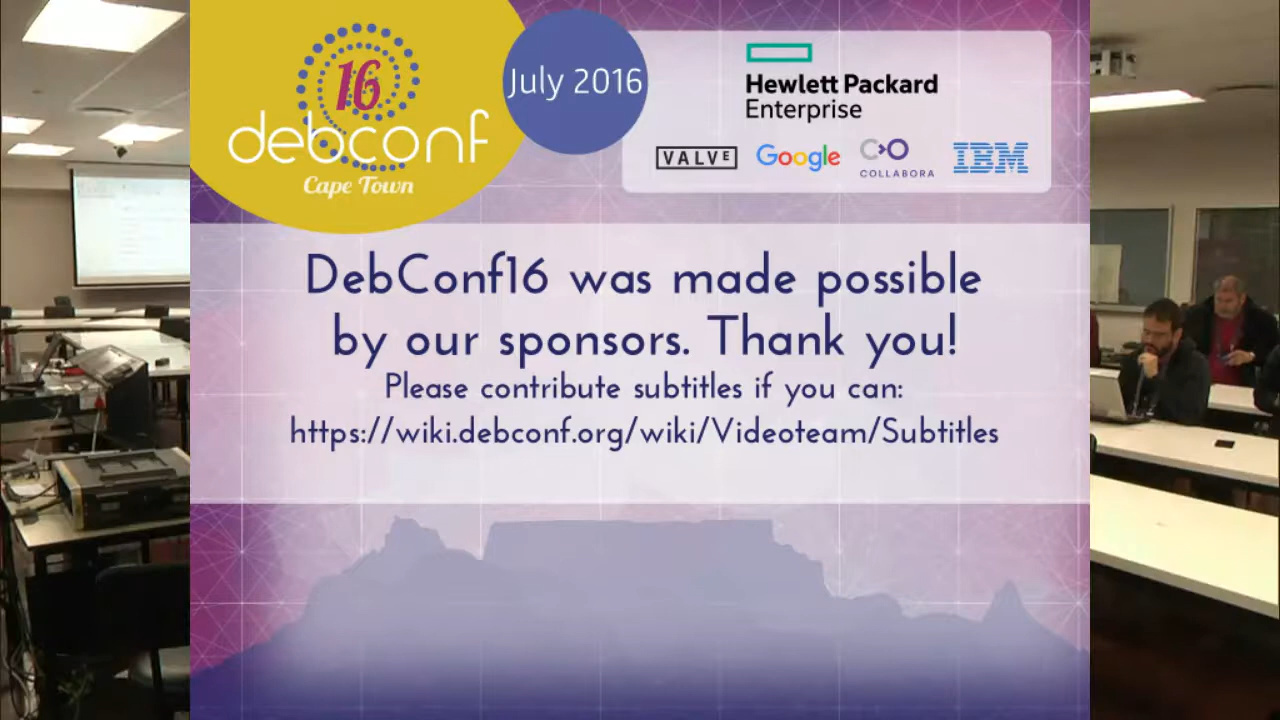 16
debconf
Cape Town
July 2016
Hewlett Packard
Enterprise
VALVE
Google
COLLABORA
IBM
DebConf16 was made possible
by our sponsors. Thank you!
Please contribute subtitles if you can:
https://wiki.debconf.org/wiki/Videoteam/Subtitles